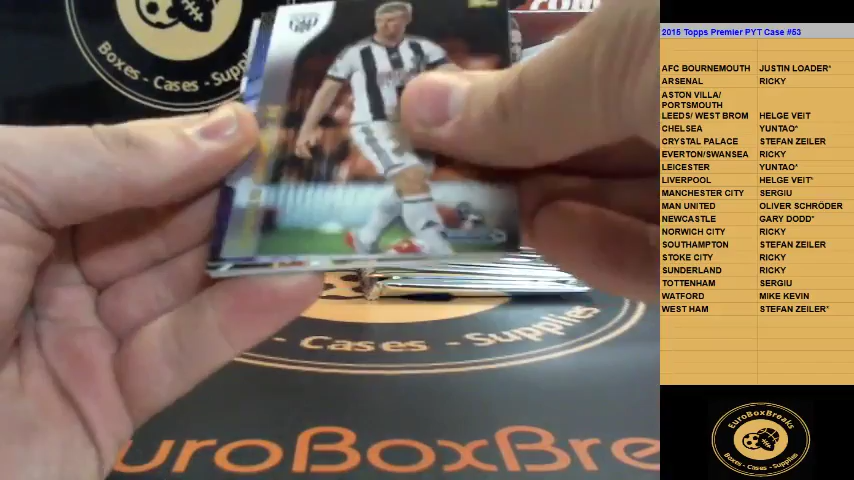 Boxes - Cases - Supplies
2015 Topps Premier PYT Case #53
AFC BOURNEMOUTH JUSTIN LOADER*
ARSENAL RICKY
ASTON VILLA/
PORTSMOUTH
LEEDS/ WEST BROM HELGE VEIT
CHELSEA YUNTAO*
CRYSTAL PALACE STEFAN ZEILER
EVERTON/SWANSEA RICKY
LEICESTER YUNTAO*
LIVERPOOL HELGE VEIT*
MANCHESTER CITY SERGIU
MAN UNITED OLIVER SCHRÖDER
NEWCASTLE GARY DODD*
NORWICH CITY RICKY
SOUTHAMPTON STEFAN ZEILER
STOKE CITY RICKY
SUNDERLAND RICKY
TOTTENHAM SERGIU
WATFORD MIKE KEVIN
WEST HAM STEFAN ZEILER*
- Cases - Supplies
uroBoxBre
EuroBoxBreaks
Boxes - Cases - Supplies